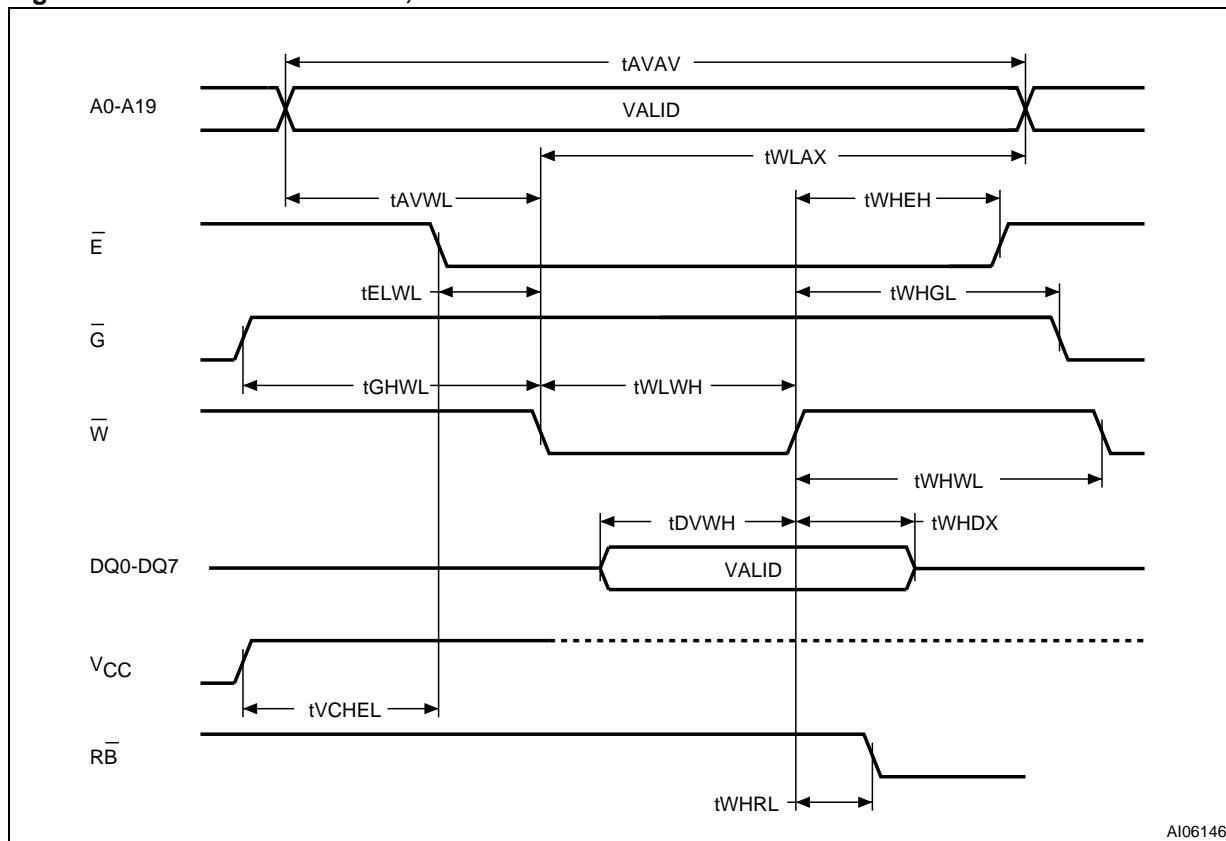 tAVAV
A0-A19
VALID
tWLAX
tAVWL
tWHEH
E̅
tELWL
tWHGL
G̅
tGHWL
tWLWH
W̅
tWHWL
tDVWH
tWHDX
DQ0-DQ7
VALID
VCC
tVCHEL
RB̅
tWHRL
AI06146